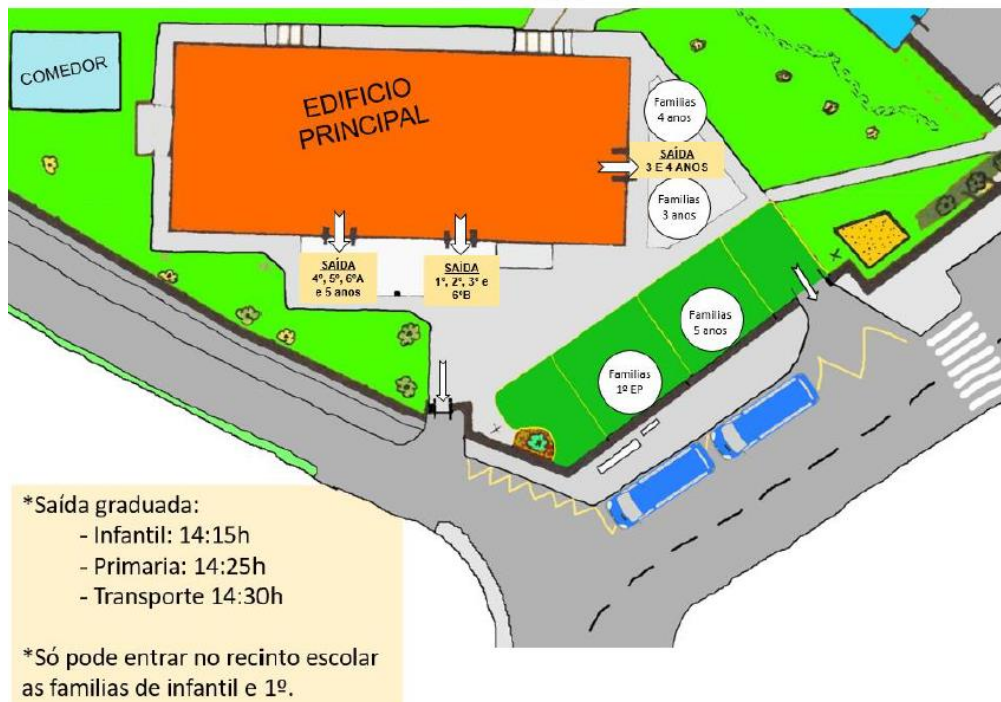 COMEDOR
EDIFICIO
PRINCIPAL
Familias
4 anos
SAÍDA
3 E 4 ANOS
Familias
3 anos
SAÍDA
4º, 5º, 6ºA
e 5 anos
SAÍDA
1º, 2º, 3º e
6ºB
Familias
5 anos
Familias
1º EP
*Saída graduada:
- Infantil: 14:15h
- Primaria: 14:25h
- Transporte 14:30h
*Só pode entrar no recinto escolar
as familias de infantil e 1º.